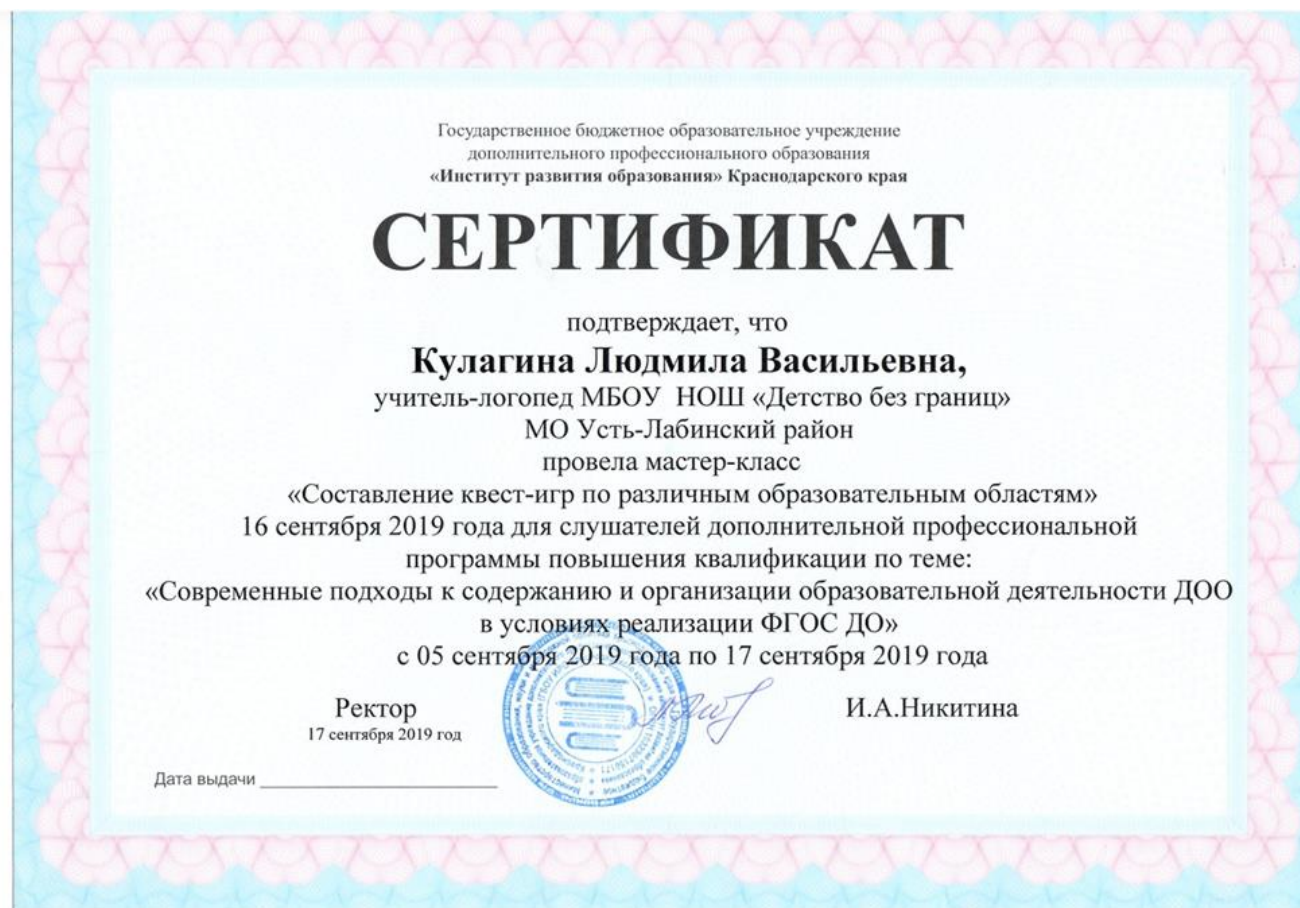 Государственное бюджетное образовательное учреждение
дополнительного профессионального образования
«Институт развития образования» Краснодарского края
СЕРТИФИКАТ
подтверждает, что
Кулагина Людмила Васильевна,
учитель-логопед МБОУ НОШ «Детство без границ»
МО Усть-Лабинский район
провела мастер-класс
«Составление квест-игр по различным образовательным областям»
16 сентября 2019 года для слушателей дополнительной профессиональной
программы повышения квалификации по теме:
«Современные подходы к содержанию и организации образовательной деятельности ДОО
в условиях реализации ФГОС ДО»
с 05 сентября 2019 года по 17 сентября 2019 года
Ректор
И.А.Никитина
17 сентября 2019 год
Дата выдачи